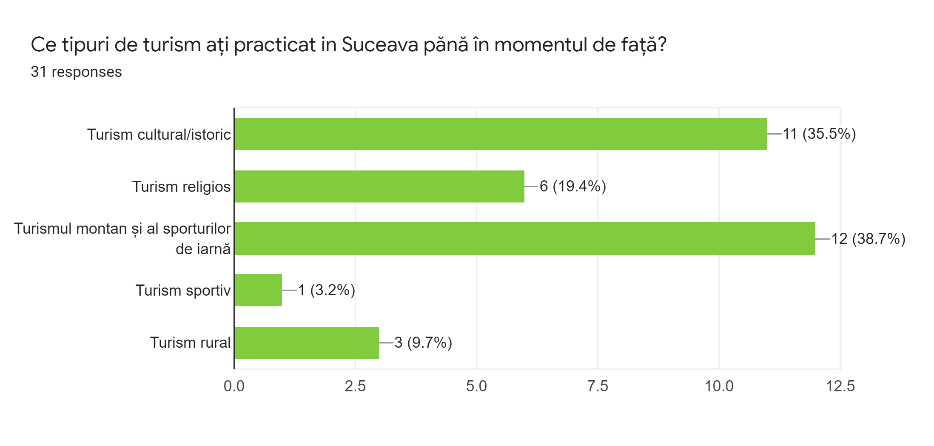 Ce tipuri de turism ați practicat in Suceava până în momentul de față?
31 responses
Turism cultural/istoric
11 (35.5%)
Turism religios
6 (19.4%)
Turismul montan și al sporturilor
de iarnă
12 (38.7%)
Turism sportiv
1 (3.2%)
Turism rural
3 (9.7%)
0.0 2.5 5.0 7.5 10.0 12.5